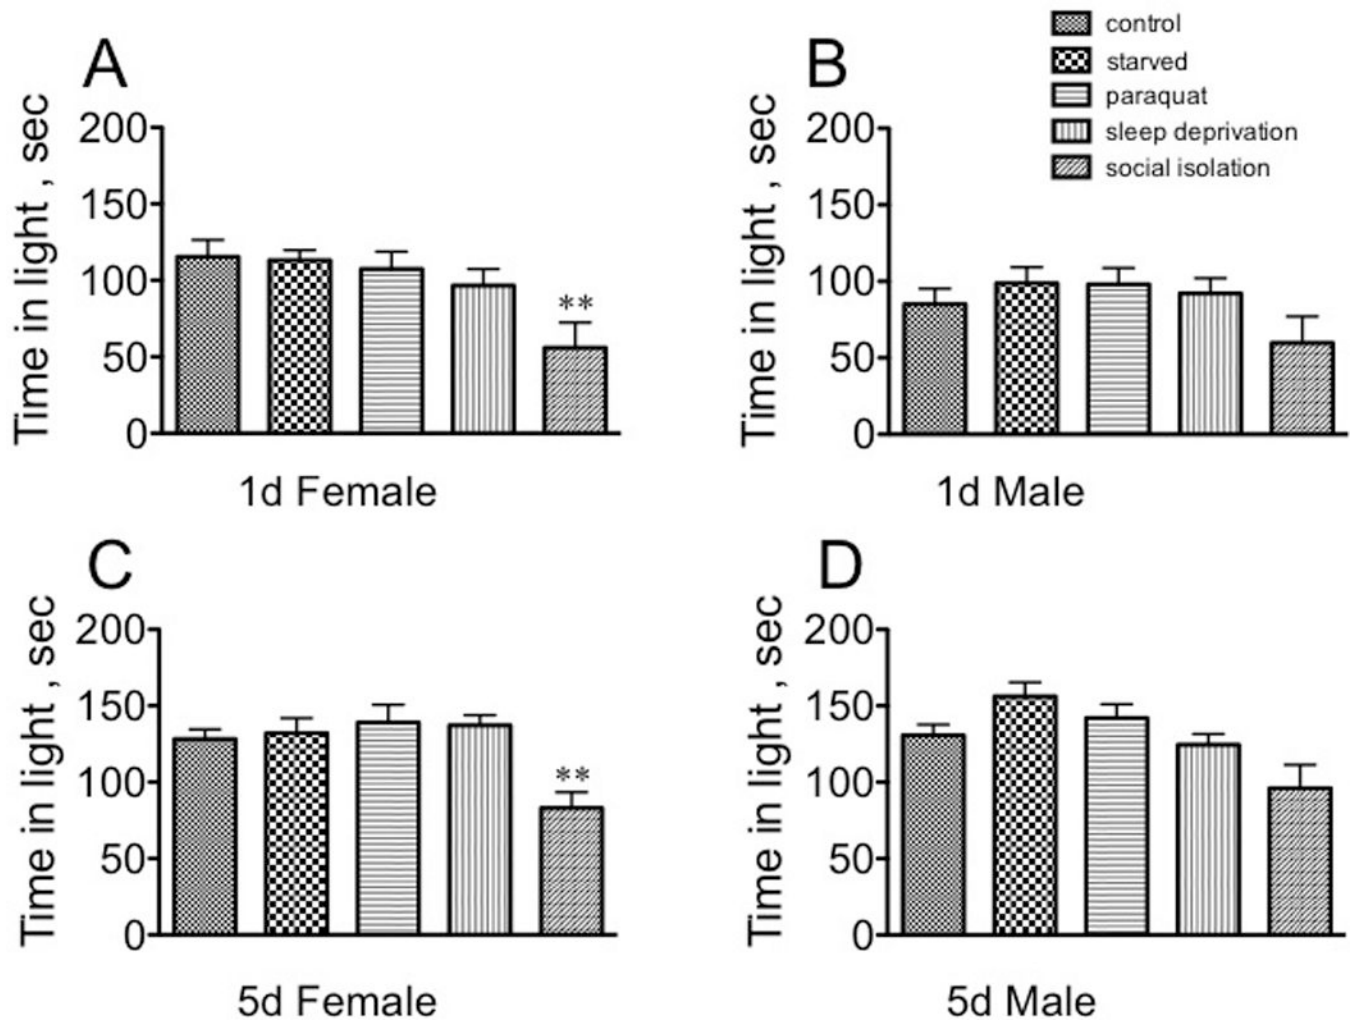 control
starved
paraquat
sleep deprivation
social isolation
A
Time in light , sec
200
150
100
50
0
**
1d Female
B
Time in light , sec
200
150
100
50
0
1d Male
C
Time in light , sec
200
150
100
50
0
**
5d Female
D
Time in light , sec
200
150
100
50
0
5d Male